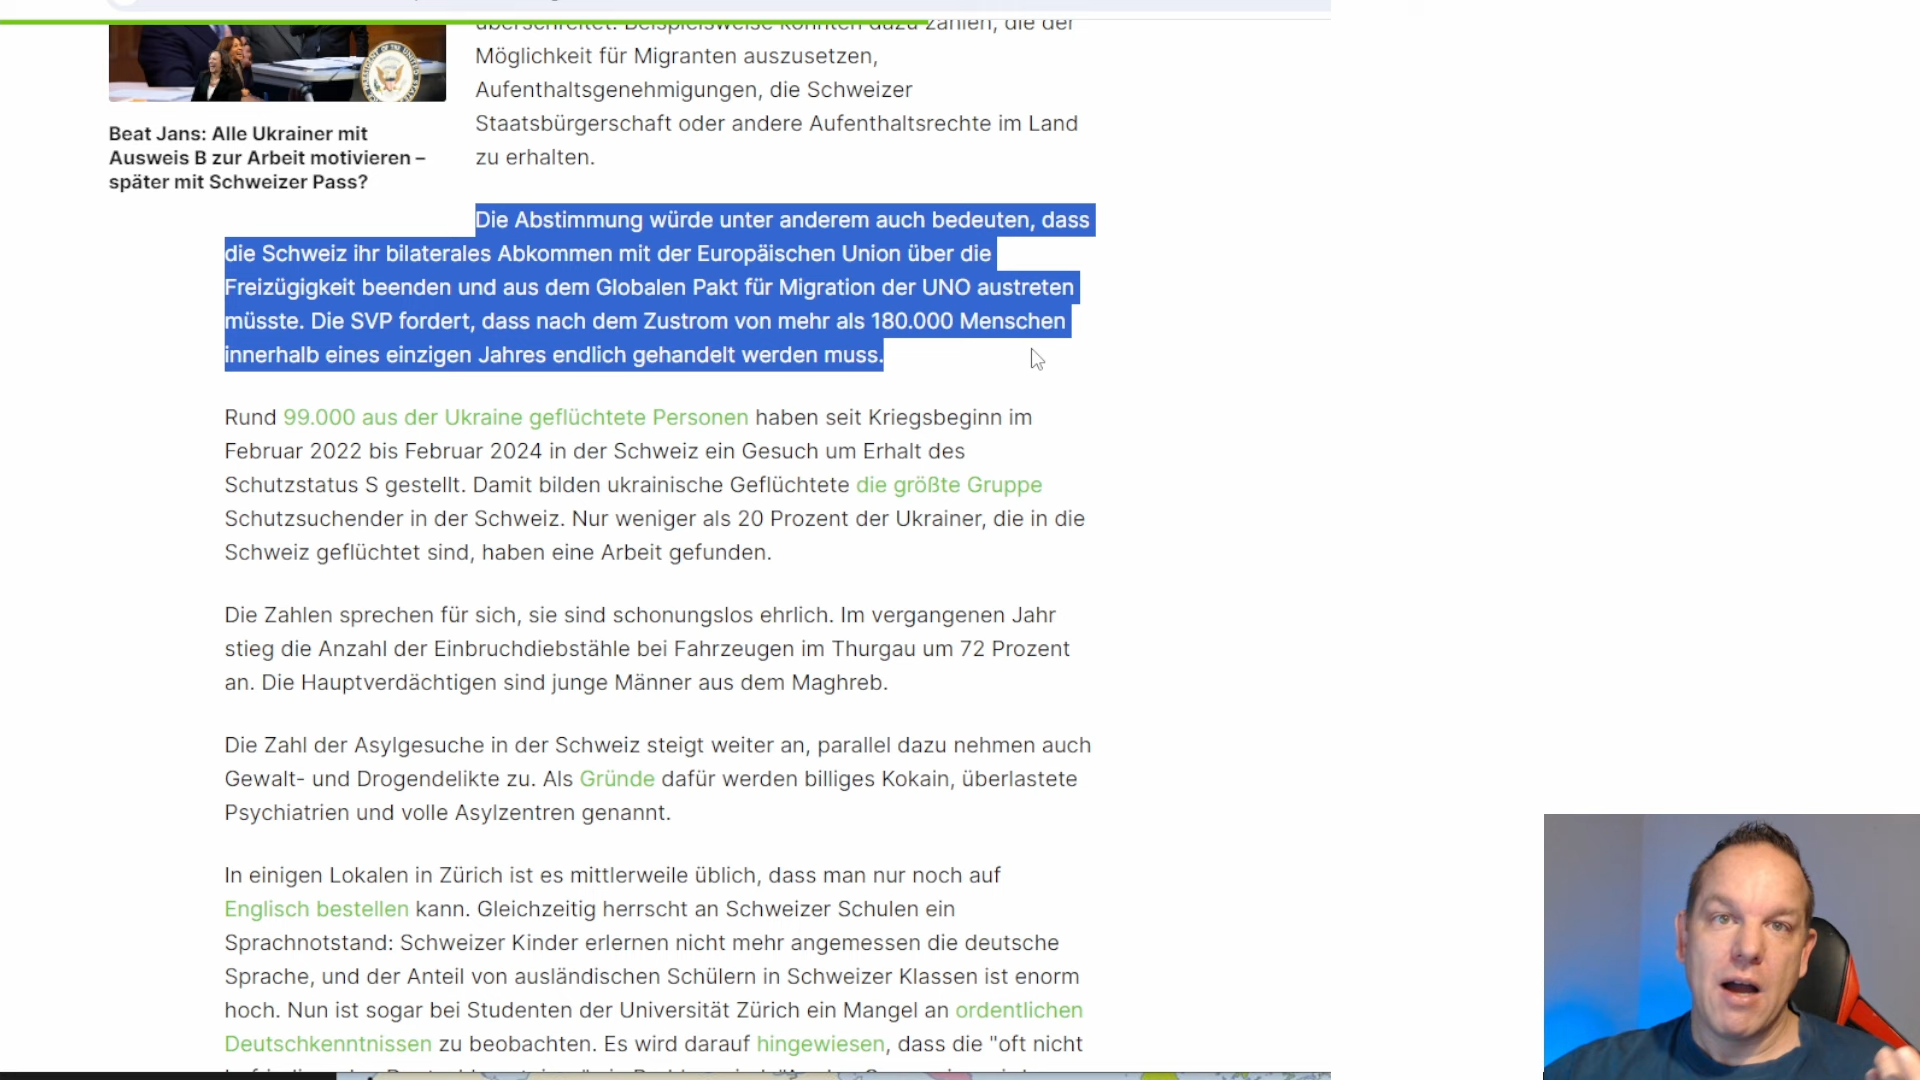 überschreitet. Beispielsweise könnten dazu zählen, die der
Möglichkeit für Migranten auszusetzen,
Aufenthaltsgenehmigungen, die Schweizer
Staatsbürgerschaft oder andere Aufenthaltsrechte im Land
zu erhalten.
Beat Jans: Alle Ukrainer mit
Ausweis B zur Arbeit motivieren –
später mit Schweizer Pass?
Die Abstimmung würde unter anderem auch bedeuten, dass
die Schweiz ihr bilaterales Abkommen mit der Europäischen Union über die
Freizügigkeit beenden und aus dem Globalen Pakt für Migration der UNO austreten
müsste. Die SVP fordert, dass nach dem Zustrom von mehr als 180.000 Menschen
innerhalb eines einzigen Jahres endlich gehandelt werden muss.
Rund 99.000 aus der Ukraine geflüchtete Personen haben seit Kriegsbeginn im
Februar 2022 bis Februar 2024 in der Schweiz ein Gesuch um Erhalt des
Schutzstatus S gestellt. Damit bilden ukrainische Geflüchtete die größte Gruppe
Schutzsuchender in der Schweiz. Nur weniger als 20 Prozent der Ukrainer, die in die
Schweiz geflüchtet sind, haben eine Arbeit gefunden.
Die Zahlen sprechen für sich, sie sind schonungslos ehrlich. Im vergangenen Jahr
stieg die Anzahl der Einbruchdiebstähle bei Fahrzeugen im Thurgau um 72 Prozent
an. Die Hauptverdächtigen sind junge Männer aus dem Maghreb.
Die Zahl der Asylgesuche in der Schweiz steigt weiter an, parallel dazu nehmen auch
Gewalt- und Drogendelikte zu. Als Gründe dafür werden billiges Kokain, überlastete
Psychiatrien und volle Asylzentren genannt.
In einigen Lokalen in Zürich ist es mittlerweile üblich, dass man nur noch auf
Englisch bestellen kann. Gleichzeitig herrscht an Schweizer Schulen ein
Sprachnotstand: Schweizer Kinder erlernen nicht mehr angemessen die deutsche
Sprache, und der Anteil von ausländischen Schülern in Schweizer Klassen ist enorm
hoch. Nun ist sogar bei Studenten der Universität Zürich ein Mangel an ordentlichen
Deutschkenntnissen zu beobachten. Es wird darauf hingewiesen, dass die "oft nicht